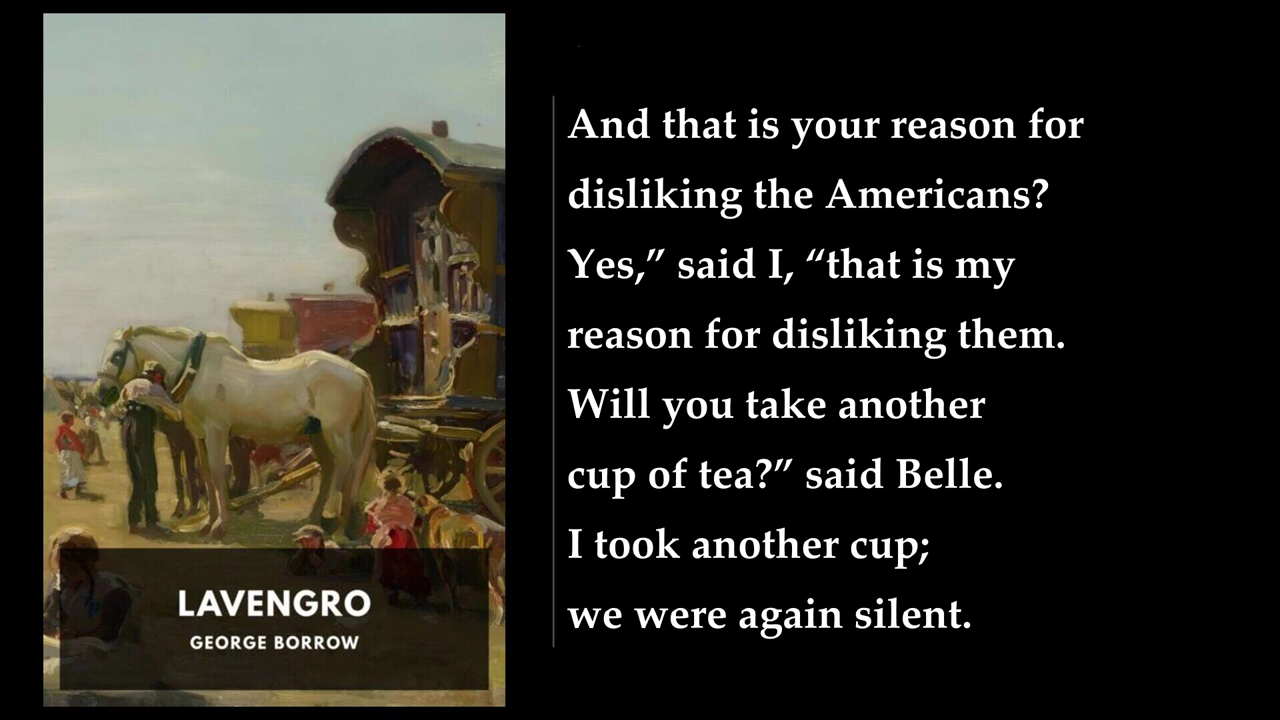 LAVENGRO
GEORGE BORROW
And that is your reason for
disliking the Americans?
Yes,” said I, “that is my
reason for disliking them.
Will you take another
cup of tea?” said Belle.
I took another cup;
we were again silent.